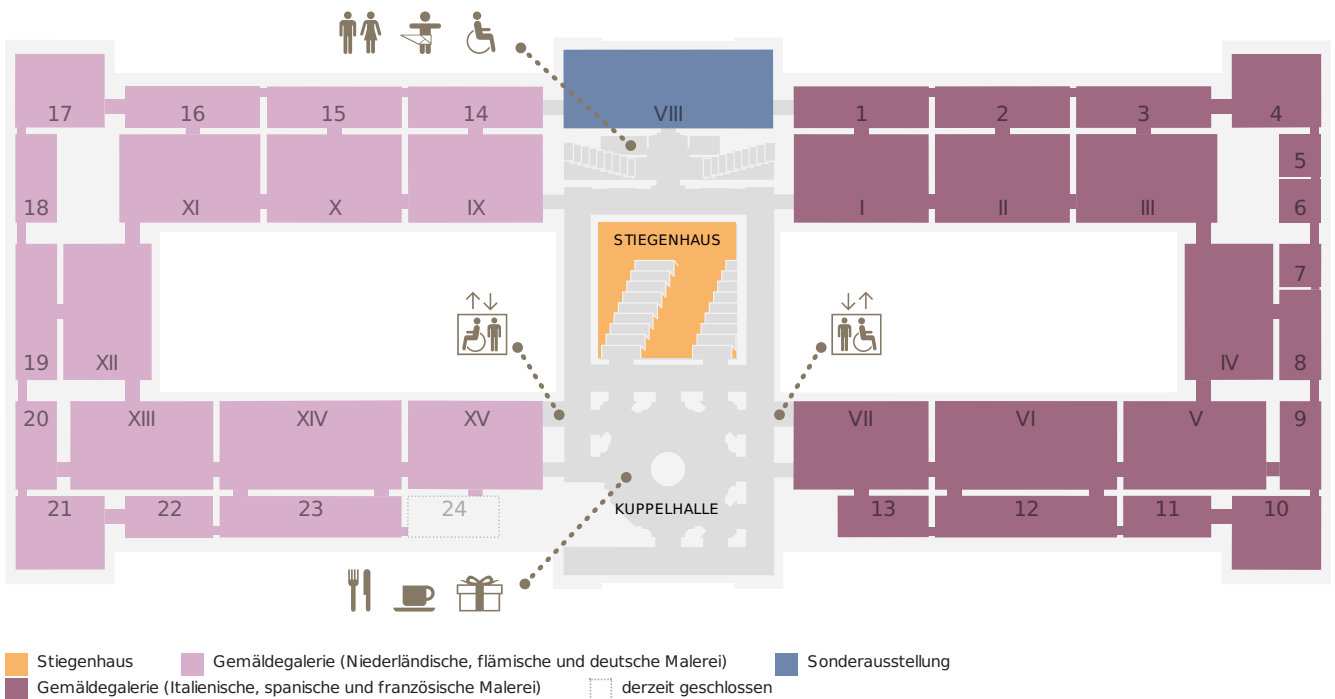 17 16 15 14 VIII 1 2 3 4
5
18 XI X IX I II III 6
STIEGENHAUS
7
19 XII IV 8
20 XIII XIV XV VII VI V 9
21 22 23 24 KUPPELHALLE 13 12 11 10
Stiegenhaus Gemäldegalerie (Niederländische, flämische und deutsche Malerei) Sonderausstellung
Gemäldegalerie (Italienische, spanische und französische Malerei) derzeit geschlossen